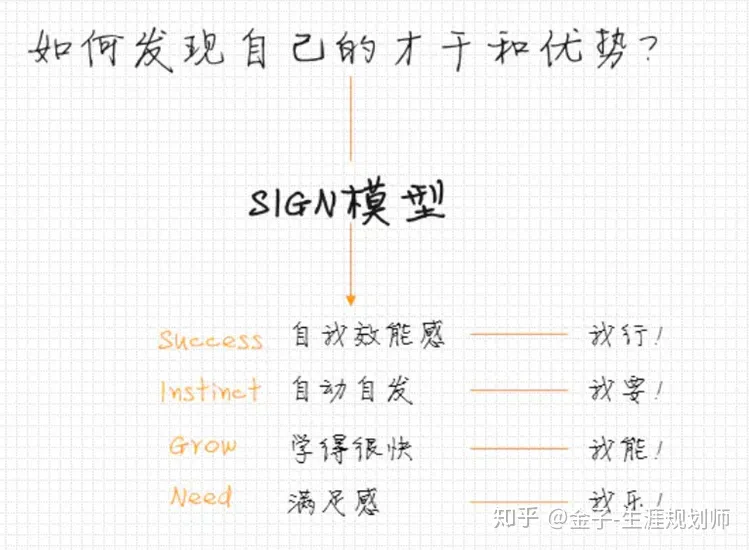 如何发现自己的才干和优势?
SIGN模型
Success 自我效能感 我行!
Instinct 自动自发 我要!
Grow 学得很快 我能!
Need 满足感 我乐!
知乎 @金子-生涯规划师